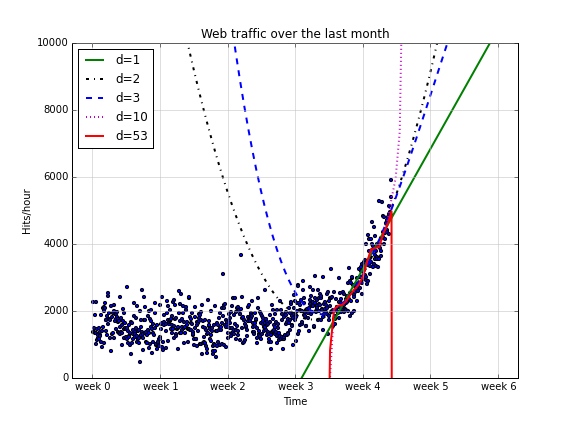 Web traffic over the last month
10000
8000
6000
4000
2000
0
Hits/hour
d=1
d=2
d=3
d=10
d=53
week 0 week 1 week 2 week 3 week 4 week 5 week 6
Time